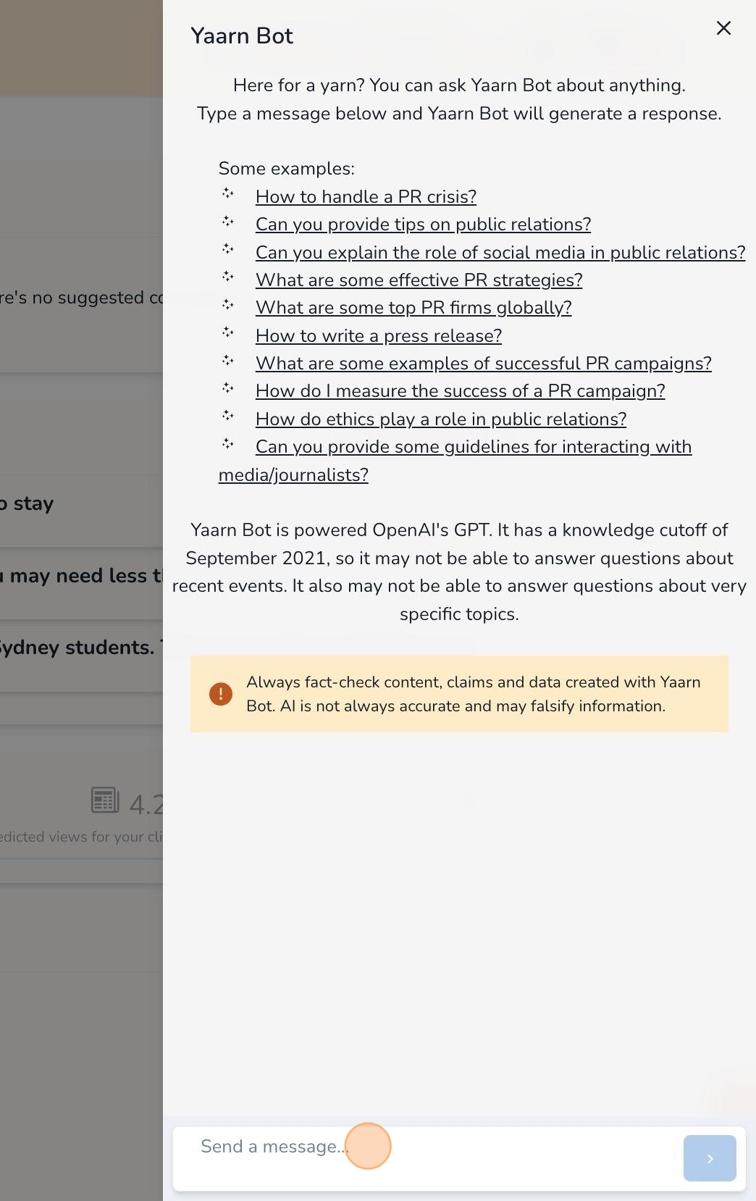 Yaarn Bot
Here for a yarn? You can ask Yaarn Bot about anything.
Type a message below and Yaarn Bot will generate a response.
Some examples:
How to handle a PR crisis?
Can you provide tips on public relations?
Can you explain the role of social media in public relations?
What are some effective PR strategies?
What are some top PR firms globally?
How to write a press release?
What are some examples of successful PR campaigns?
How do I measure the success of a PR campaign?
How do ethics play a role in public relations?
Can you provide some guidelines for interacting with
media/journalists?
Yaarn Bot is powered OpenAI's GPT. It has a knowledge cutoff of
September 2021, so it may not be able to answer questions about
recent events. It also may not be able to answer questions about very
specific topics.
Always fact-check content, claims and data created with Yaarn
Bot. AI is not always accurate and may falsify information.
Send a message...
no suggested
stay
may need less
Sydney students.
4.2
views for your